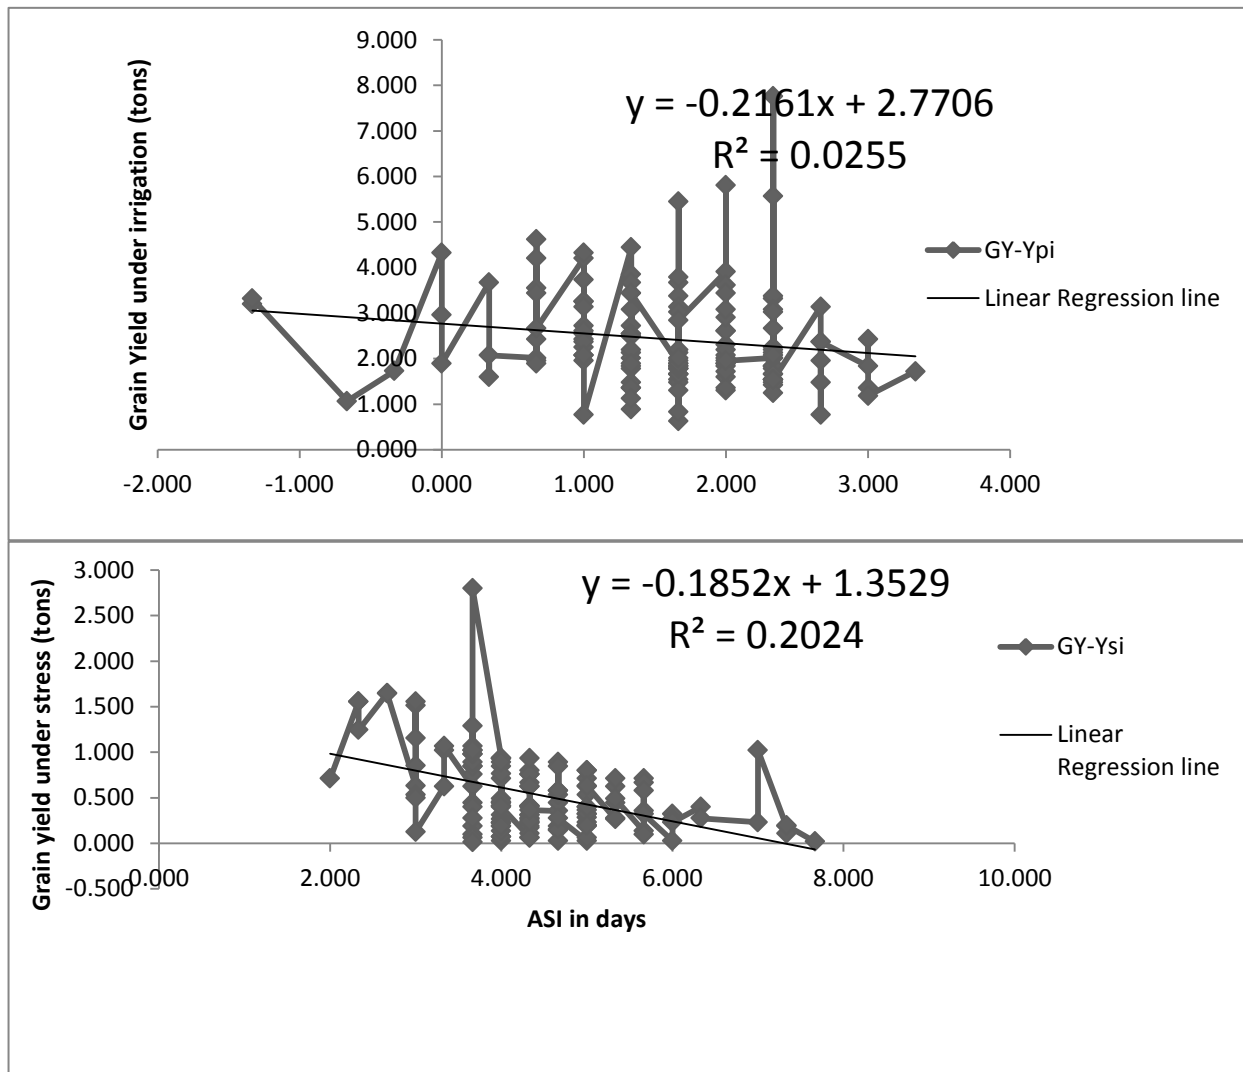 9.000
8.000
7.000
6.000
5.000
4.000
3.000
2.000
1.000
0.000
Grain Yield under irrigation (tons)
y = -0.2161x + 2.7706
R² = 0.0255
GY-Ypi
Linear Regression line
-2.000 -1.000 0.000 1.000 2.000 3.000 4.000
3.000
2.500
2.000
1.500
1.000
0.500
0.000
-0.500
Grain yield under stress (tons)
y = -0.1852x + 1.3529
R² = 0.2024
GY-Ysi
Linear
Regression line
0.000 2.000 4.000 6.000 8.000 10.000
ASI in days